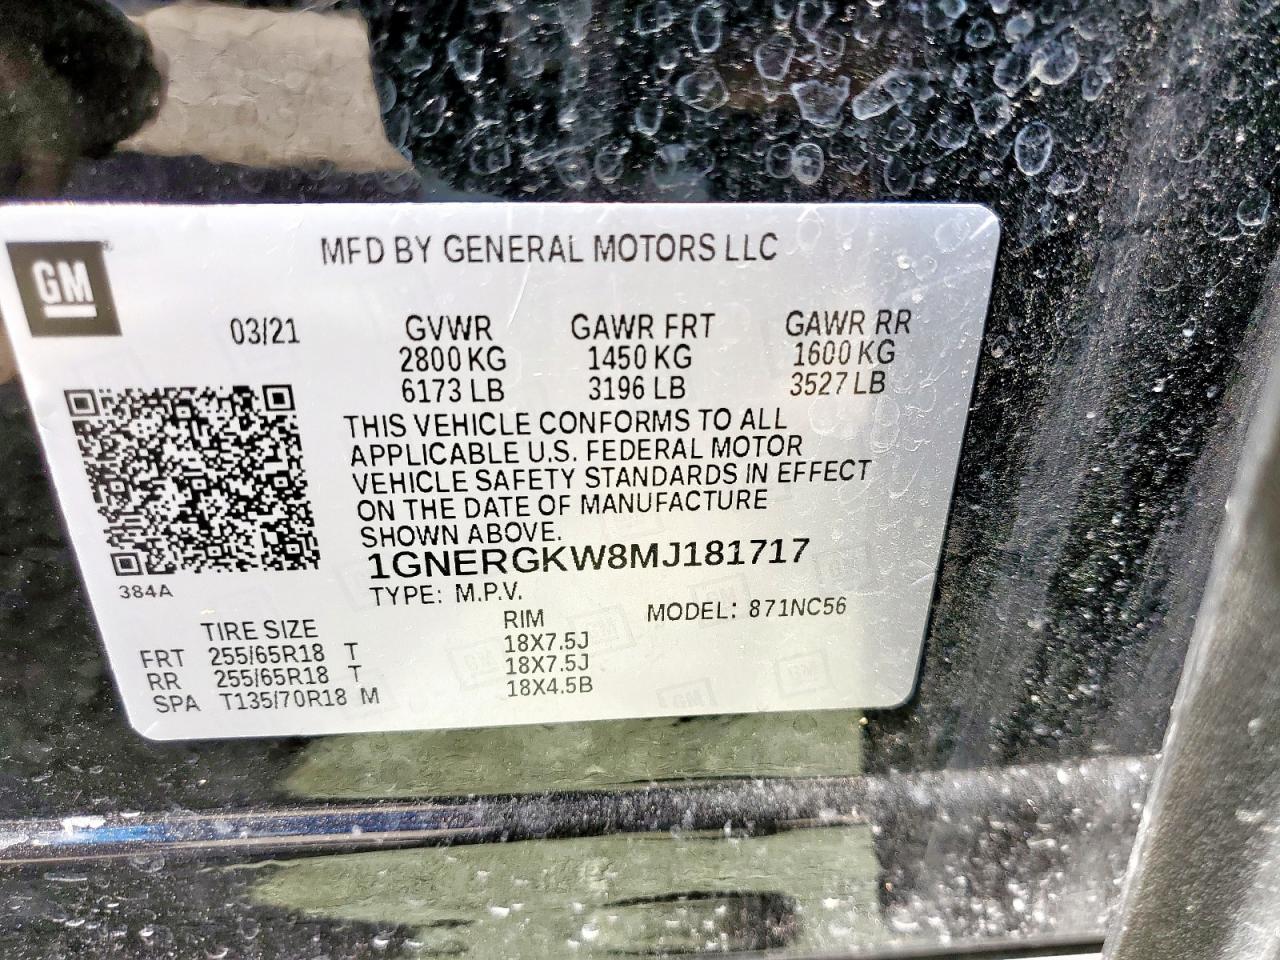 GM
MFD BY GENERAL MOTORS LLC
03/21 GVWR GAWR FRT GAWR RR
2800 KG 1450 KG 1600 KG
6173 LB 3196 LB 3527 LB
THIS VEHICLE CONFORMS TO ALL
APPLICABLE U.S. FEDERAL MOTOR
VEHICLE SAFETY STANDARDS IN EFFECT
ON THE DATE OF MANUFACTURE
SHOWN ABOVE.
1GNERGKW8MJ181717
384A
TYPE: M.P.V.
MODEL: 871NC56
TIRE SIZE RIM
FRT 255/65R18 T 18X7.5J
RR 255/65R18 T 18X7.5J
SPA T135/70R18 M 18X4.5B